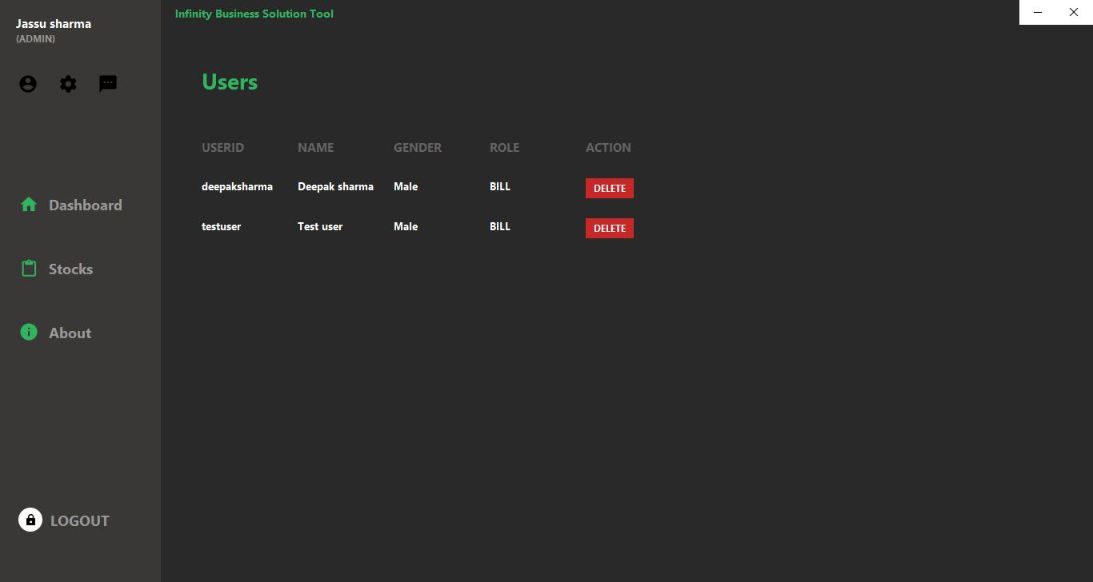 Jassu sharma
(ADMIN)
Infinity Business Solution Tool
Users
USERID NAME GENDER ROLE ACTION
deepaksharma Deepak sharma Male BILL DELETE
testuser Test user Male BILL DELETE
Dashboard
Stocks
About
LOGOUT